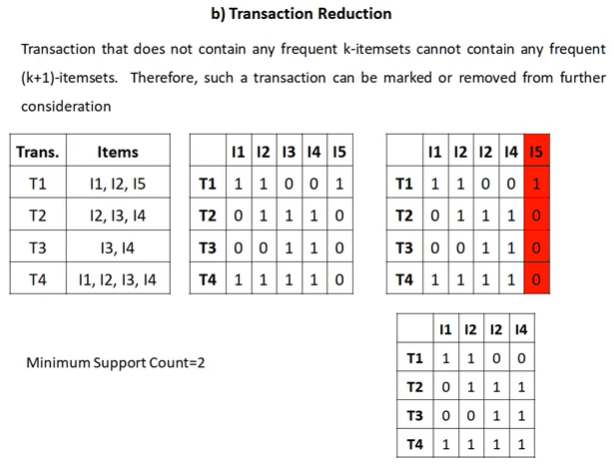 b) Transaction Reduction
Transaction that does not contain any frequent k-itemsets cannot contain any frequent
(k+1)-itemsets. Therefore, such a transaction can be marked or removed from further
consideration
Trans. Items
T1 I1, I2, I5
T2 I2, I3, I4
T3 I3, I4
T4 I1, I2, I3, I4
I1 I2 I3 I4 I5
T1 1 1 0 0 1
T2 0 1 1 1 0
T3 0 0 1 1 0
T4 1 1 1 1 0
I1 I2 I2 I4 I5
T1 1 1 0 0 1
T2 0 1 1 1 0
T3 0 0 1 1 0
T4 1 1 1 1 0
Minimum Support Count=2
I1 I2 I2 I4
T1 1 1 0 0
T2 0 1 1 1
T3 0 0 1 1
T4 1 1 1 1